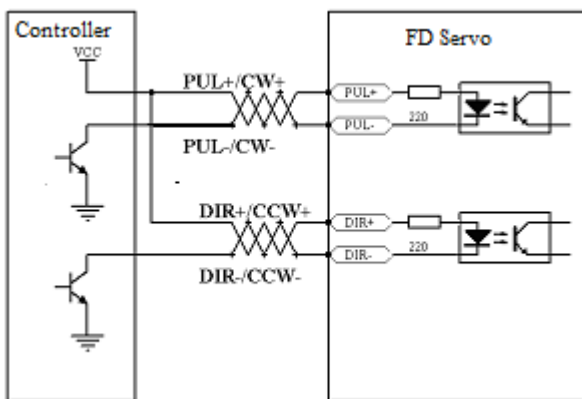 Controller
FD Servo
VCC
PUL+/CW+
PUL+
PUL-
220
PUL-/CW-
DIR+/CCW+
DIR+
DIR-
220
DIR-/CCW-